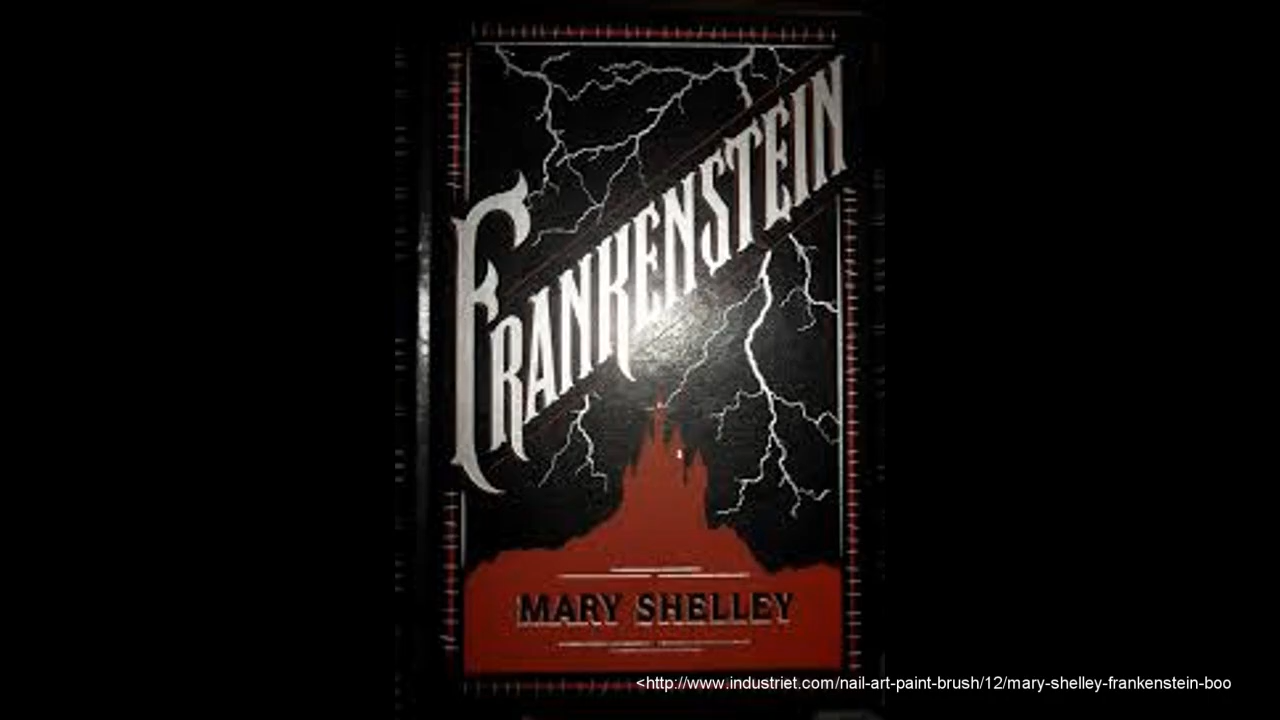 FRANKENSTEIN
MARY SHELLEY
<http://www.industriet.com/nail-art-paint-brush/12/mary-shelley-frankenstein-boo